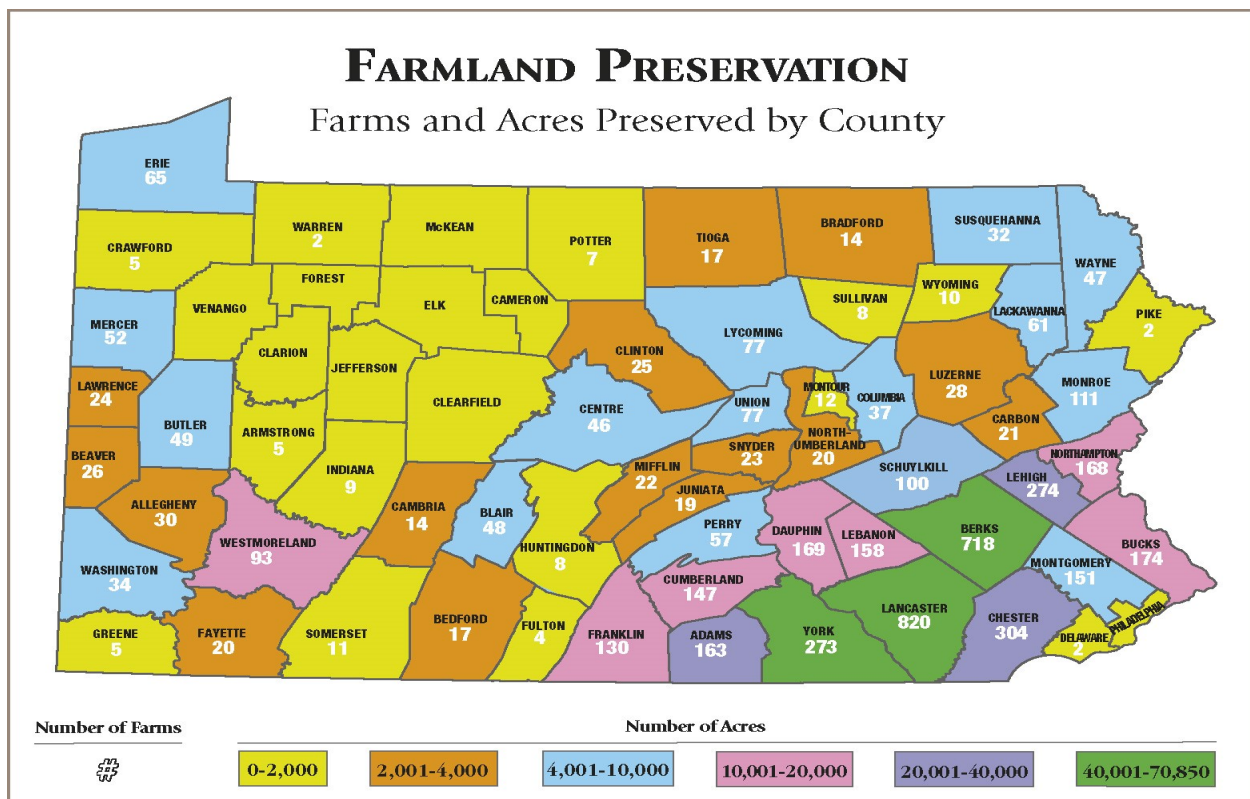 FARMLAND PRESERVATION
Farms and Acres Preserved by County
ERIE
65
CRAWFORD
5
WARREN
2
McKEAN
POTTER
7
TIOGA
17
BRADFORD
14
SUSQUEHANNA
32
WAYNE
47
FOREST
VENANGO
ELK
CAMERON
SULLIVAN
8
WYOMING
10
LACKAWANNA
61
PIKE
2
MERCER
52
CLARION
JEFFERSON
CLINTON
25
LYCOMING
77
LUZERNE
28
MONROE
111
LAWRENCE
24
BUTLER
49
CLEARFIELD
CENTRE
46
UNION
77
MONTOUR
12
COLUMBIA
37
CARBON
21
BEAVER
26
ARMSTRONG
5
INDIANA
9
SNYDER
23
NORTH-
UMBERLAND
20
SCHUYLKILL
100
NORTHAMPTON
168
LEHIGH
274
ALLEGHENY
30
CAMBRIA
14
BLAIR
48
MIFFLIN
22
JUNIATA
19
PERRY
57
DAUPHIN
169
LEBANON
158
BERKS
718
BUCKS
174
WESTMORELAND
93
HUNTINGDON
8
WASHINGTON
34
CUMBERLAND
147
MONTGOMERY
151
GREENE
5
FAYETTE
20
SOMERSET
11
BEDFORD
17
FULTON
4
FRANKLIN
130
ADAMS
163
YORK
273
LANCASTER
820
CHESTER
304
DELAWARE
2
PHILADELPHIA
Number of Farms
#
Number of Acres
0-2,000
2,001-4,000
4,001-10,000
10,001-20,000
20,001-40,000
40,001-70,850